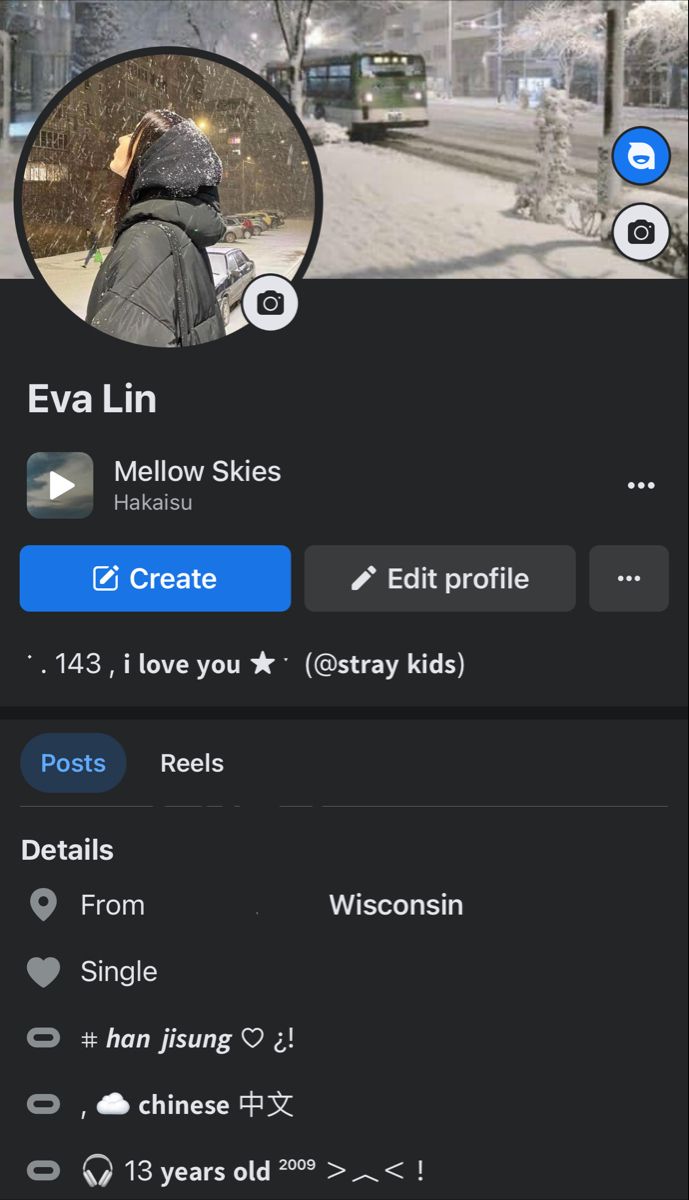 Eva Lin
Mellow Skies
Hakaisu
...
Create
Edit profile
...
˙ . 143 , i love you ★ ˙ (@stray kids)
Posts
Reels
Details
From Wisconsin
Single
# han jisung ♡ ¿!
, ☁️ chinese 中文
🎧 13 years old ²⁰⁰⁹ > ︿ < !